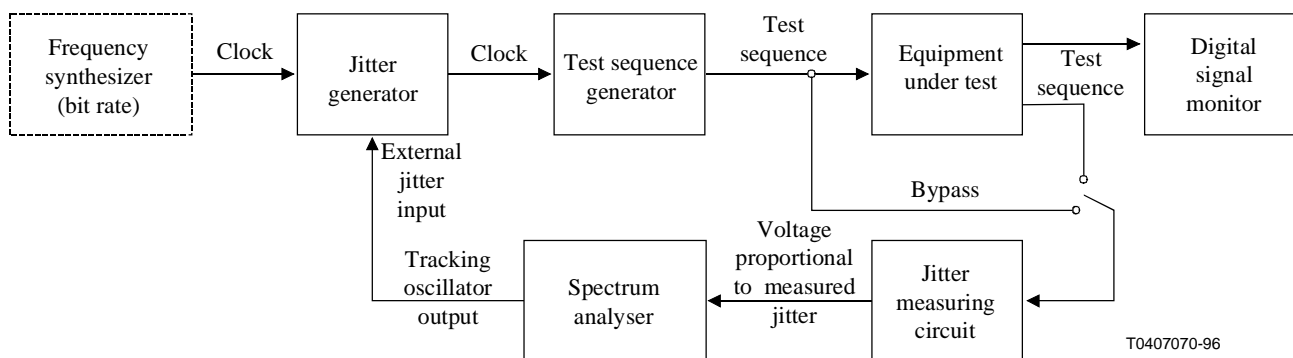 Frequency
synthesizer
(bit rate)
Clock
Jitter
generator
Clock
Test sequence
generator
Test
sequence
Equipment
under test
Test
sequence
Digital
signal
monitor
External
jitter
input
Bypass
Tracking
oscillator
output
Spectrum
analyser
Voltage
proportional
to measured
jitter
Jitter
measuring
circuit
T0407070-96